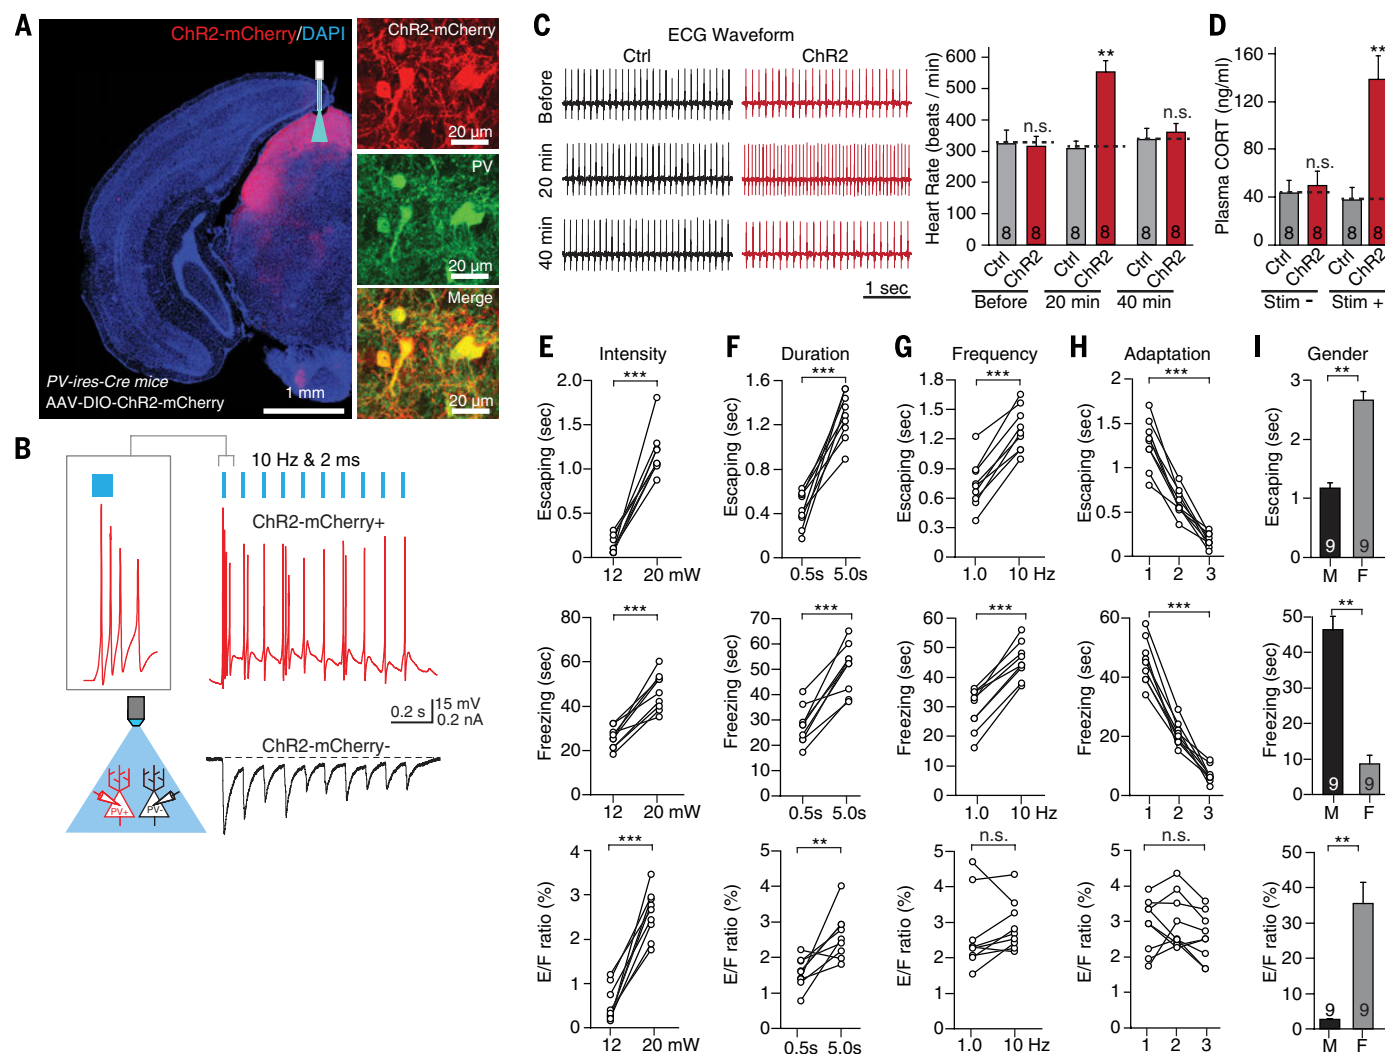 A
ChR2-mCherry/DAPI
PV-ires-Cre mice
AAV-DIO-ChR2-mCherry
1 mm
ChR2-mCherry
20 µm
PV
20 µm
Merge
20 µm
B
10 Hz & 2 ms
ChR2-mCherry+
0.2 s
15 mV
0.2 nA
ChR2-mCherry-
PV+
PV-
C
ECG Waveform
Ctrl
ChR2
Before
20 min
40 min
1 sec
Heart Rate (beats / min)
600
500
400
300
200
100
0
n.s.
**
n.s.
8 8 8 8 8 8
Ctrl ChR2 Ctrl ChR2 Ctrl ChR2
Before 20 min 40 min
D
Plasma CORT (ng/ml)
160
120
80
40
0
n.s.
**
8 8 8 8
Ctrl ChR2 Ctrl ChR2
Stim - Stim +
E
Intensity
***
Escaping (sec)
2.0
1.5
1.0
0.5
0
12 20 mW
***
Freezing (sec)
80
60
40
20
0
12 20 mW
***
E/F ratio (%)
4
3
2
1
0
12 20 mW
F
Duration
***
Escaping (sec)
1.6
1.2
0.8
0.4
0
0.5s 5.0s
***
Freezing (sec)
70
60
50
40
30
20
10
0
0.5s 5.0s
**
E/F ratio (%)
5
4
3
2
1
0
0.5s 5.0s
G
Frequency
***
Escaping (sec)
1.8
1.5
1.2
0.9
0.6
0.3
0
1.0 10 Hz
***
Freezing (sec)
60
50
40
30
20
10
0
1.0 10 Hz
n.s.
E/F ratio (%)
5
4
3
2
1
0
1.0 10 Hz
H
Adaptation
***
Escaping (sec)
2
1.5
1
0.5
0
1 2 3
***
Freezing (sec)
60
40
20
0
1 2 3
n.s.
E/F ratio (%)
5
4
3
2
1
0
1 2 3
I
Gender
**
Escaping (sec)
3
2
1
0
9 9
M F
**
Freezing (sec)
50
40
30
20
10
0
9 9
M F
**
E/F ratio (%)
50
40
30
20
10
0
9 9
M F